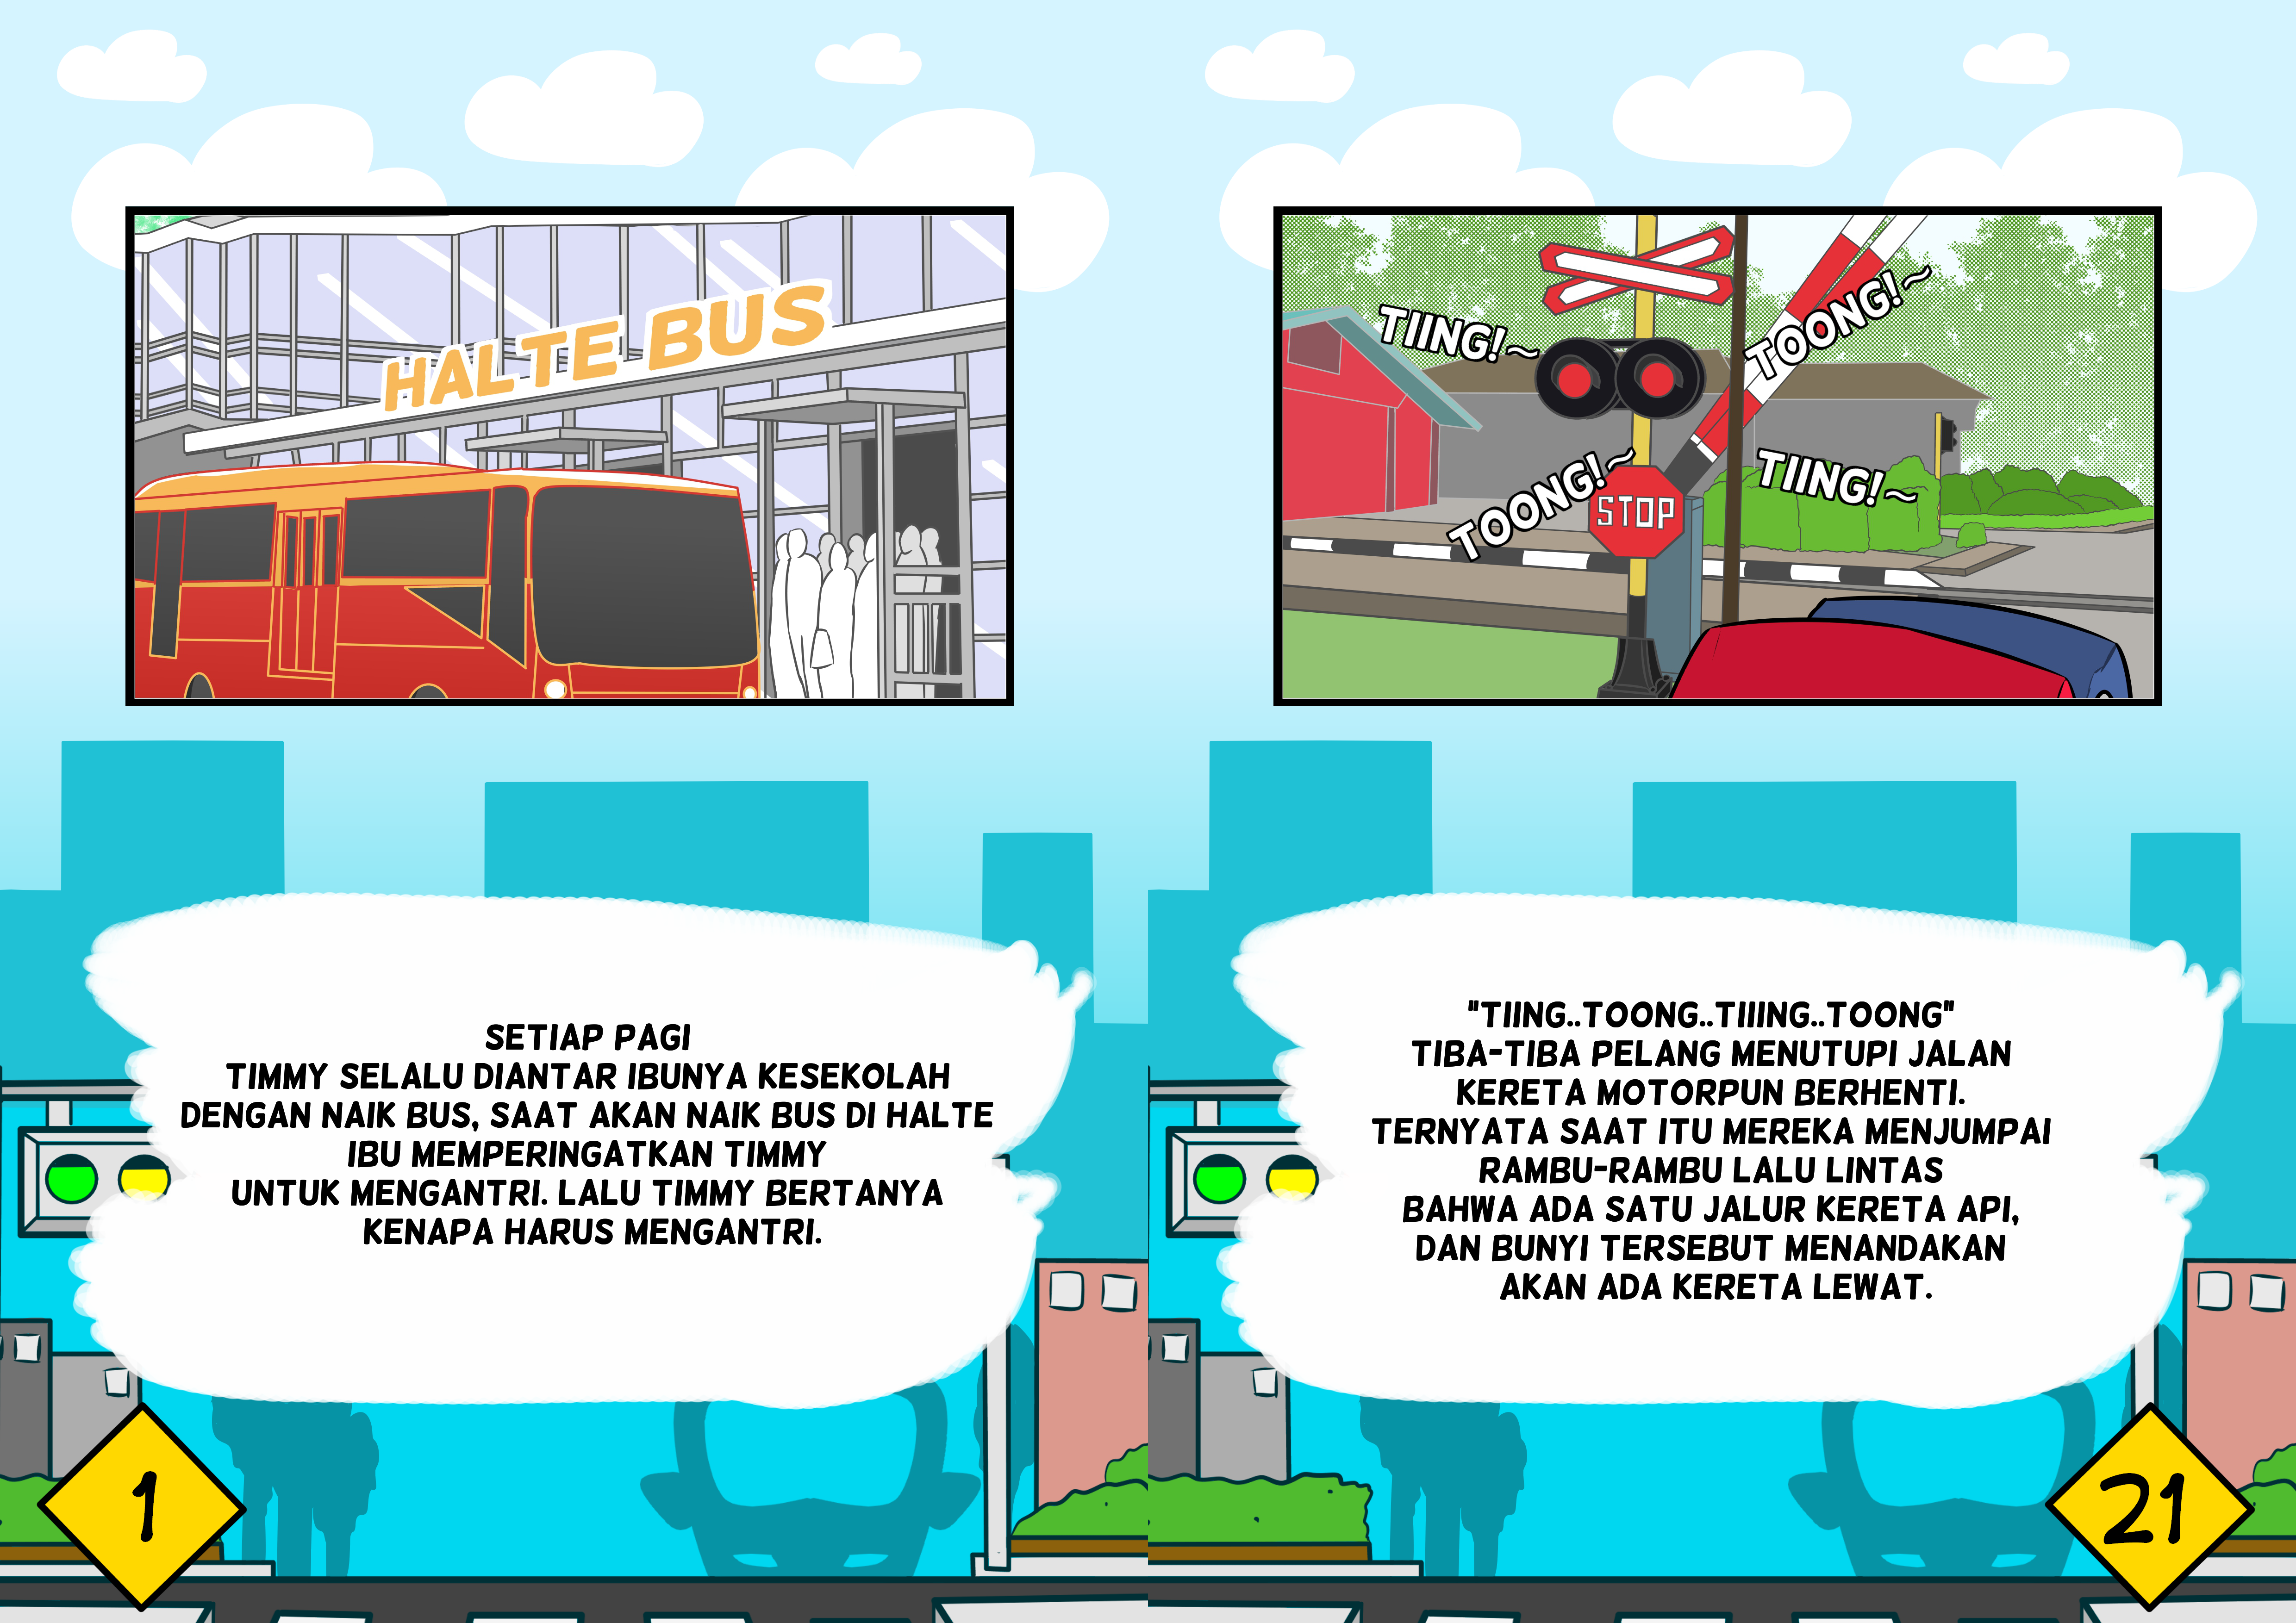 HALTE BUS
SETIAP PAGI
TIMMY SELALU DIANTAR IBUNYA KESEKOLAH
DENGAN NAIK BUS, SAAT AKAN NAIK BUS DI HALTE
IBU MEMPERINGATKAN TIMMY
UNTUK MENGANTRI. LALU TIMMY BERTANYA
KENAPA HARUS MENGANTRI.
1
TIING!~
TOONG!~
TOONG!~
TIING!~
STOP
"TIING..TOONG..TIIING..TOONG"
TIBA-TIBA PELANG MENUTUPI JALAN
KERETA MOTORPUN BERHENTI.
TERNYATA SAAT ITU MEREKA MENJUMPAI
RAMBU-RAMBU LALU LINTAS
BAHWA ADA SATU JALUR KERETA API,
DAN BUNYI TERSEBUT MENANDAKAN
AKAN ADA KERETA LEWAT.
21